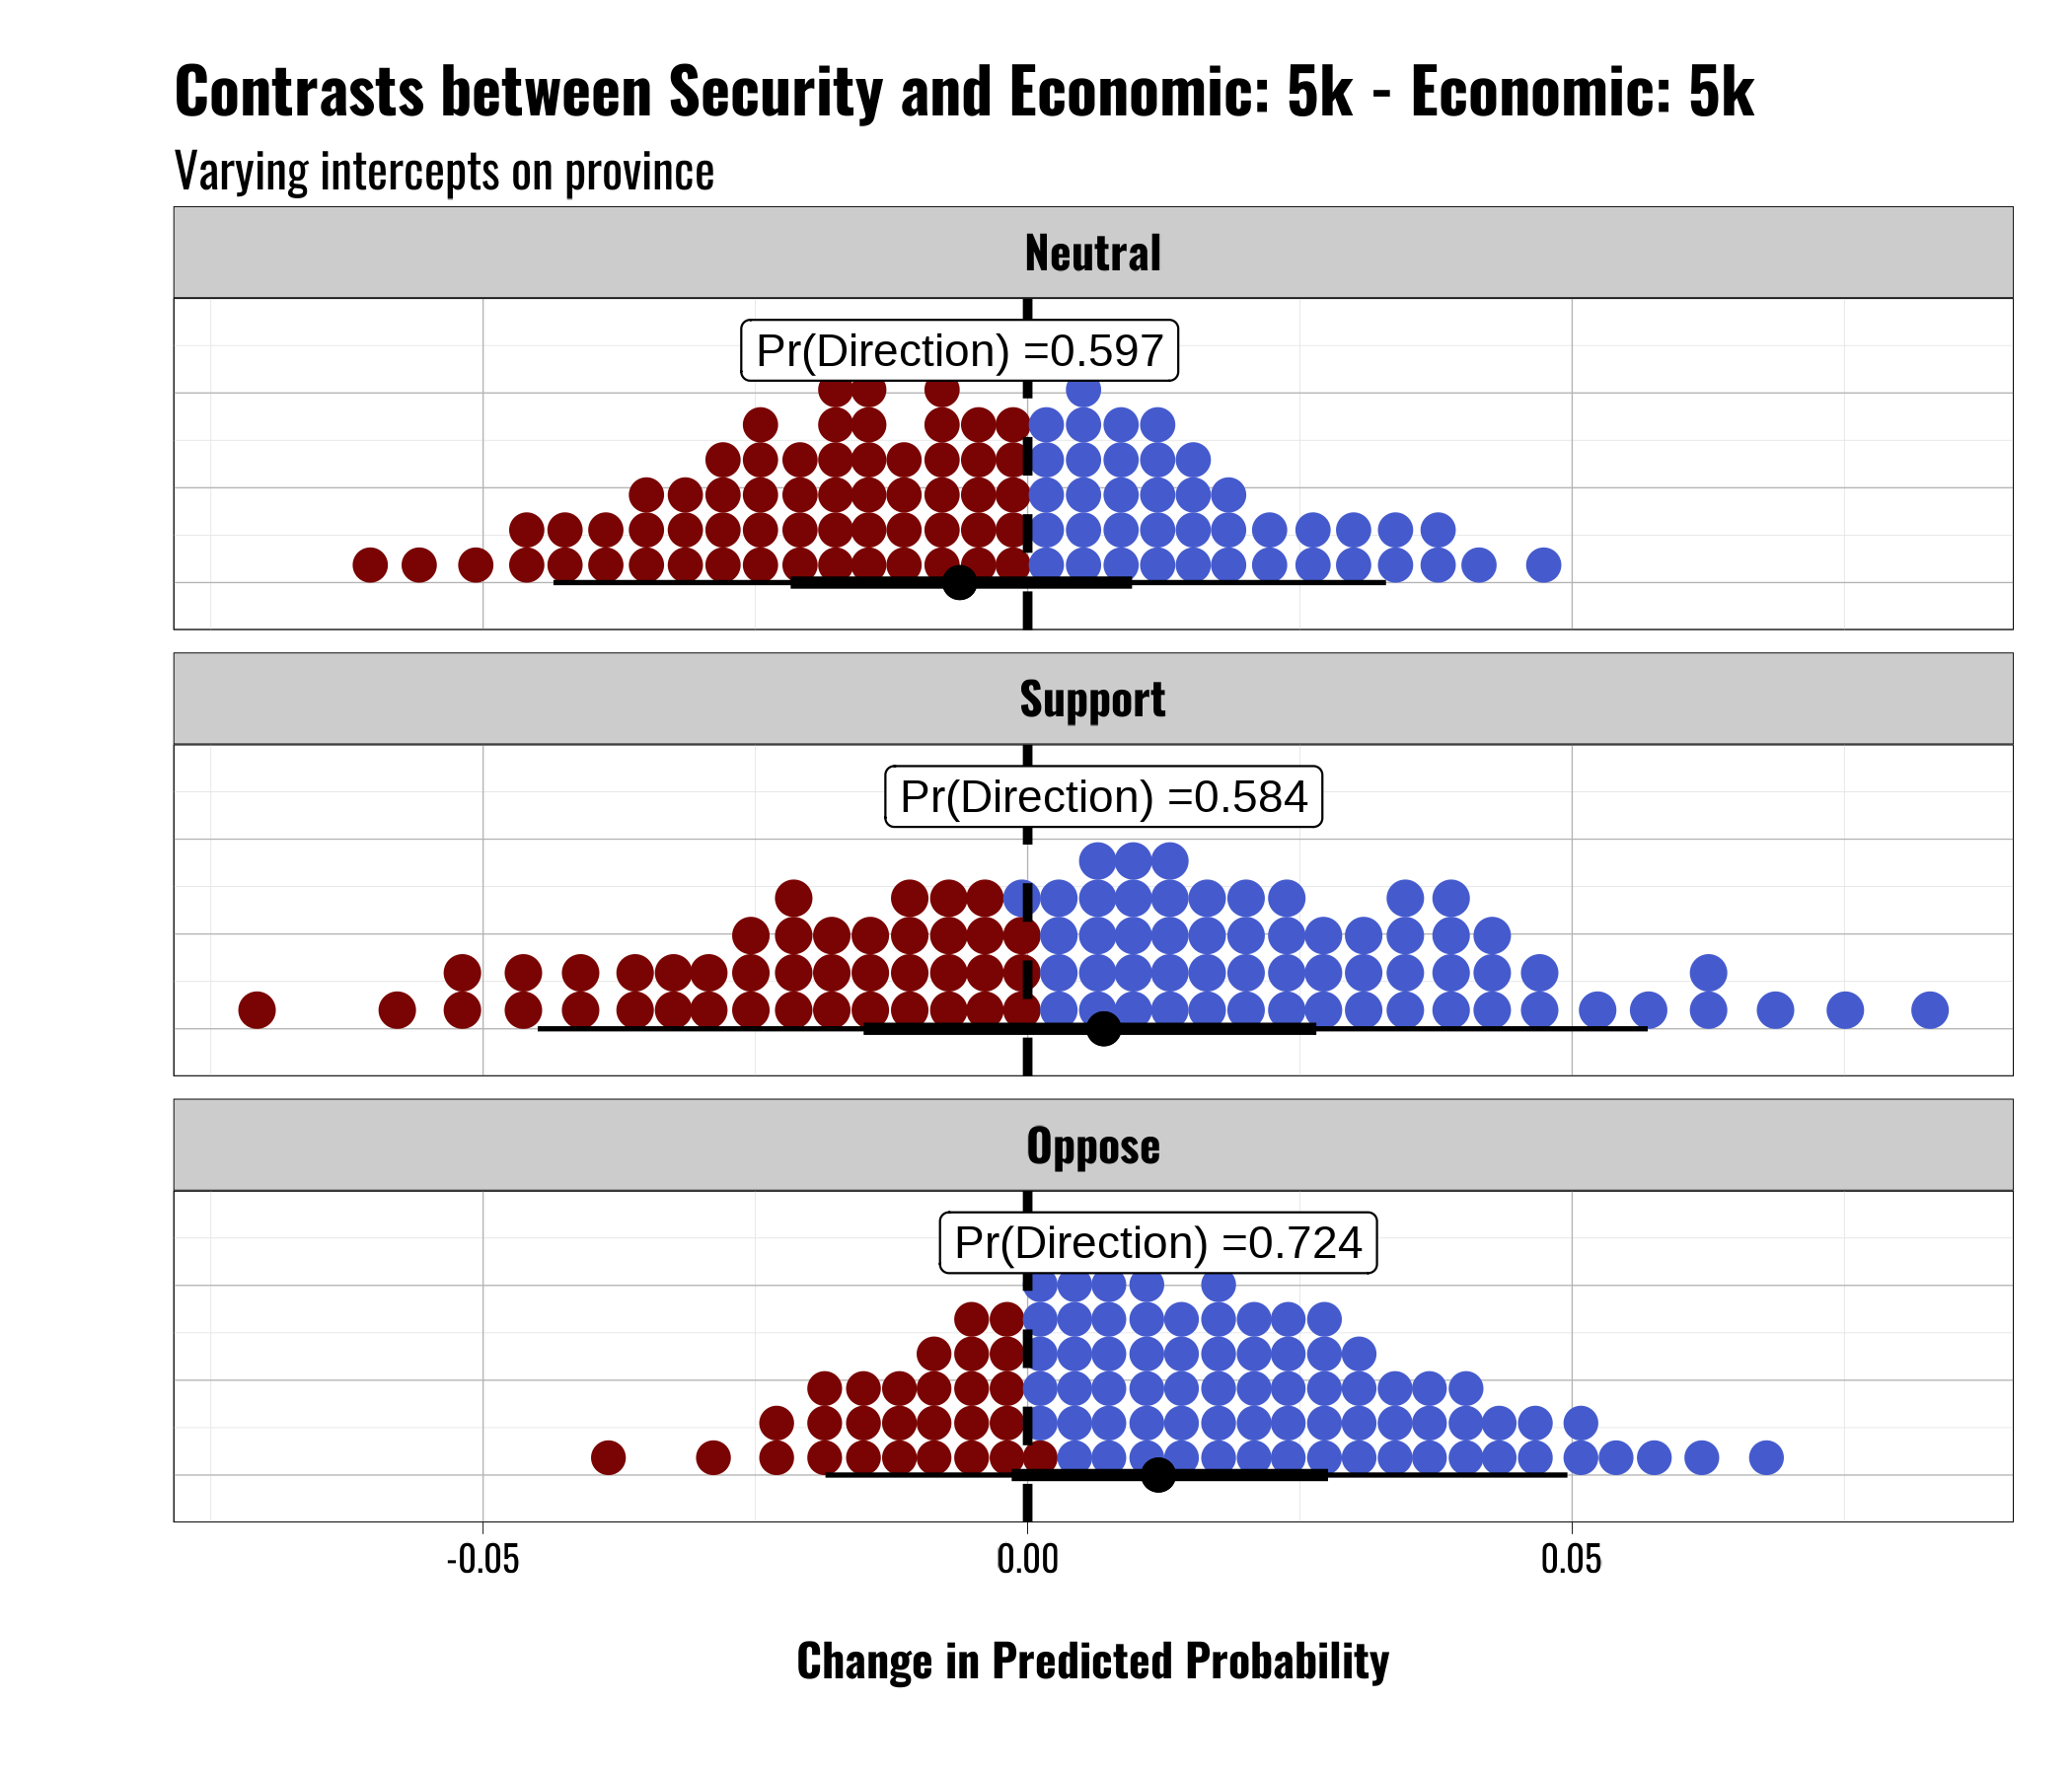 Contrasts between Security and Economic: 5k - Economic: 5k
Varying intercepts on province
Neutral
Pr(Direction) =0.597
Support
Pr(Direction) =0.584
Oppose
Pr(Direction) =0.724
-0.05 0.00 0.05
Change in Predicted Probability